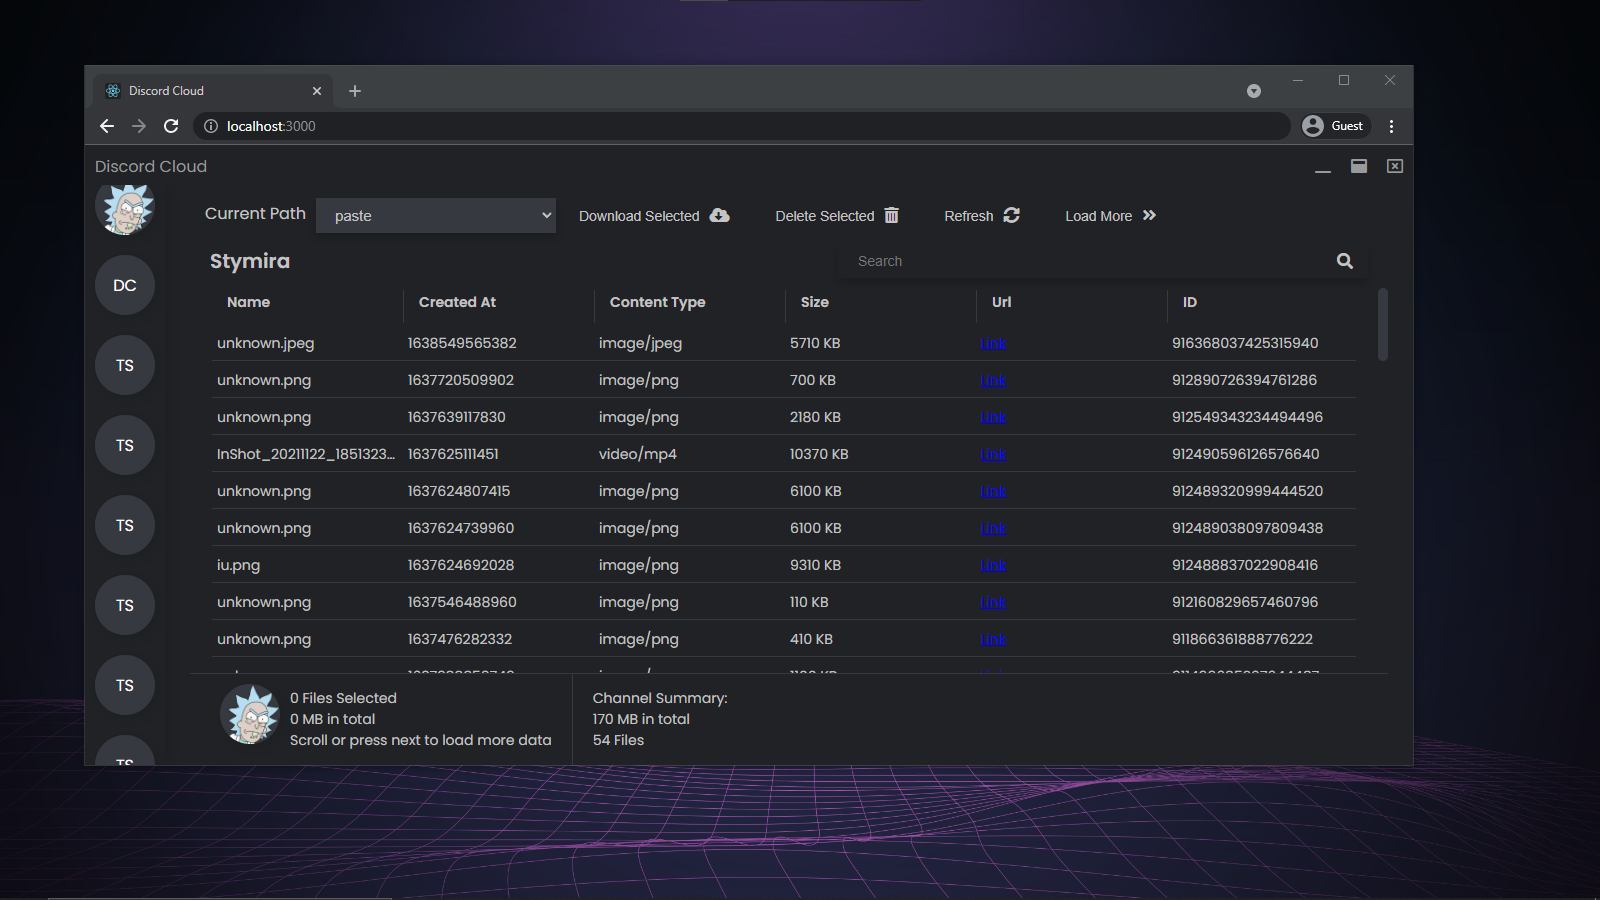 Discord Cloud
localhost:3000
Guest
Discord Cloud
Current Path paste Download Selected Delete Selected Refresh Load More
Stymira
Search
Name Created At Content Type Size Url ID
unknown.jpeg 1638549565382 image/jpeg 5710 KB Link 916368037425315940
unknown.png 1637720509902 image/png 700 KB Link 912890726394761286
unknown.png 1637639117830 image/png 2180 KB Link 912549343234494496
InShot_20211122_1851323... 1637625111451 video/mp4 10370 KB Link 912490596126576640
unknown.png 1637624807415 image/png 6100 KB Link 912489320999444520
unknown.png 1637624739960 image/png 6100 KB Link 912489038097809438
iu.png 1637624692028 image/png 9310 KB Link 912488837022908416
unknown.png 1637546488960 image/png 110 KB Link 912160829657460796
unknown.png 1637476282332 image/png 410 KB Link 911866361888776222
DC
TS
TS
TS
TS
TS
TS
0 Files Selected
0 MB in total
Scroll or press next to load more data
Channel Summary:
170 MB in total
54 Files